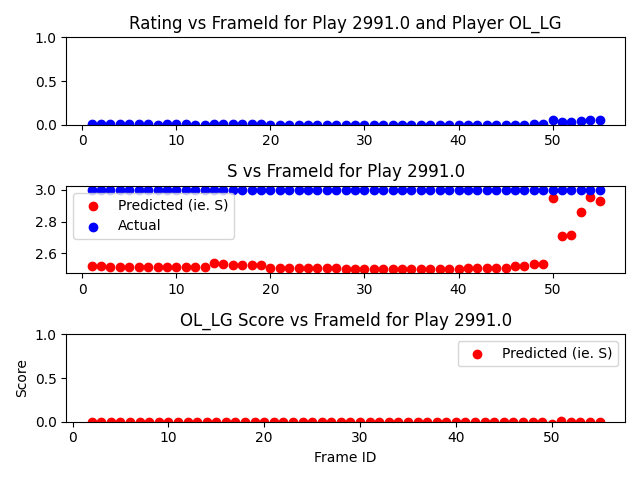 Rating vs FrameId for Play 2991.0 and Player OL_LG
1.0
0.5
0.0
0 10 20 30 40 50
S vs FrameId for Play 2991.0
3.0
2.8
2.6
Predicted (ie. S)
Actual
0 10 20 30 40 50
OL_LG Score vs FrameId for Play 2991.0
Score
1.0
0.5
0.0
Predicted (ie. S)
0 10 20 30 40 50
Frame ID